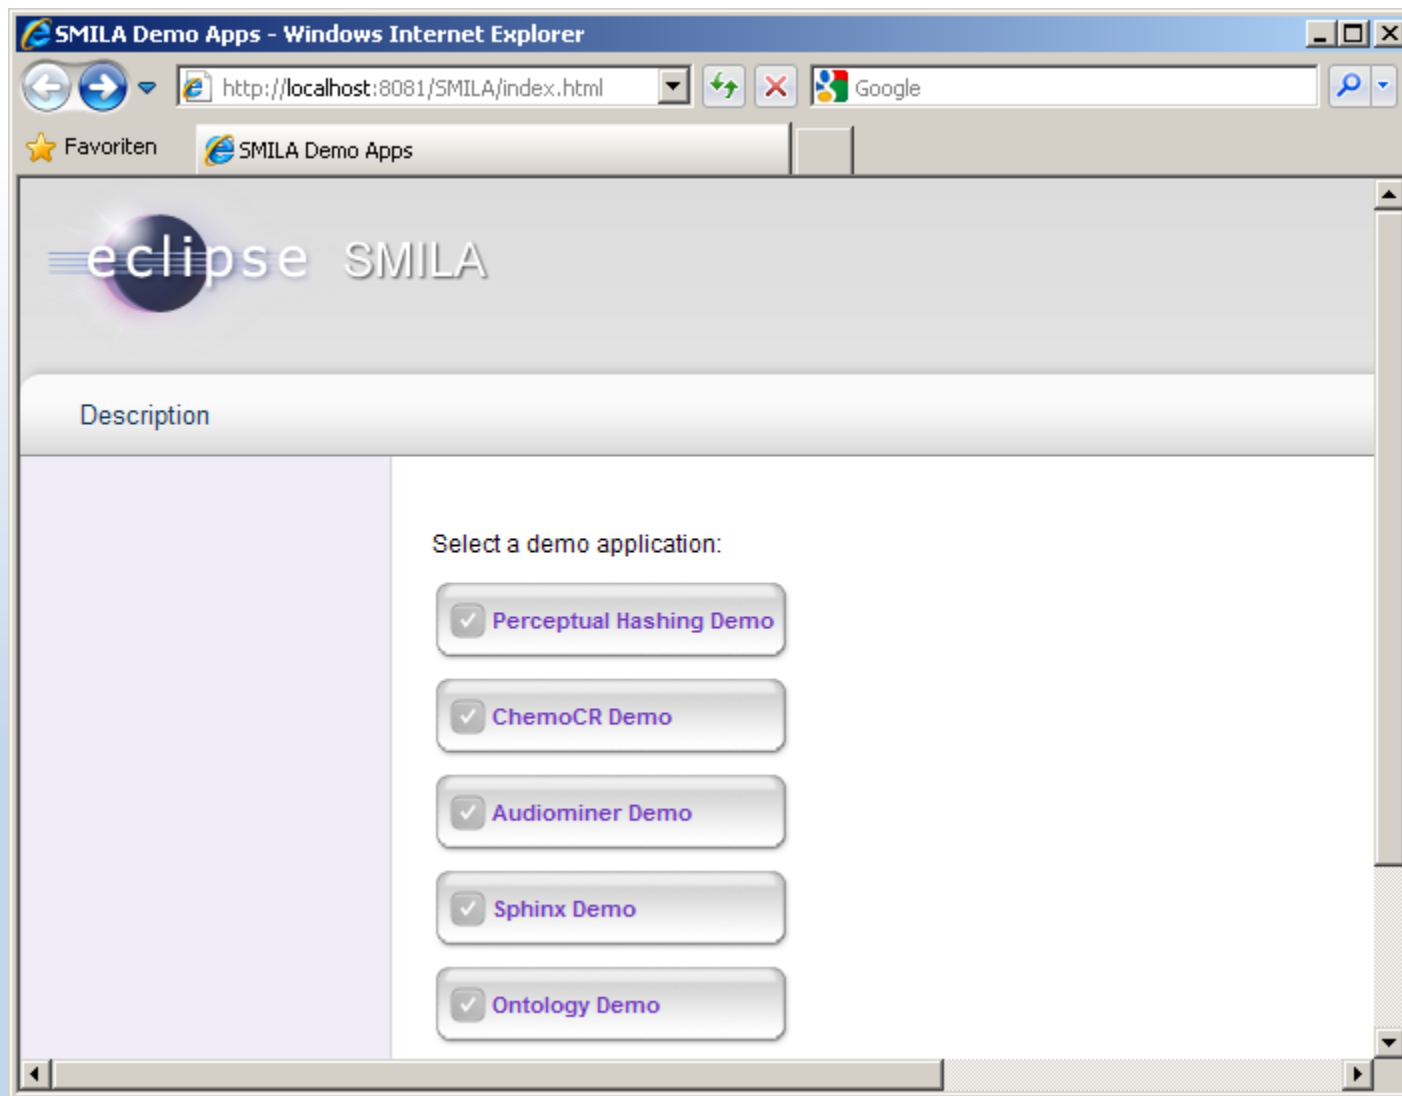 SMILA Demo Apps - Windows Internet Explorer
http://localhost:8081/SMILA/index.html Google
Favoriten SMILA Demo Apps
eclipse SMILA
Description
Select a demo application:
Perceptual Hashing Demo
ChemoCR Demo
Audiominer Demo
Sphinx Demo
Ontology Demo